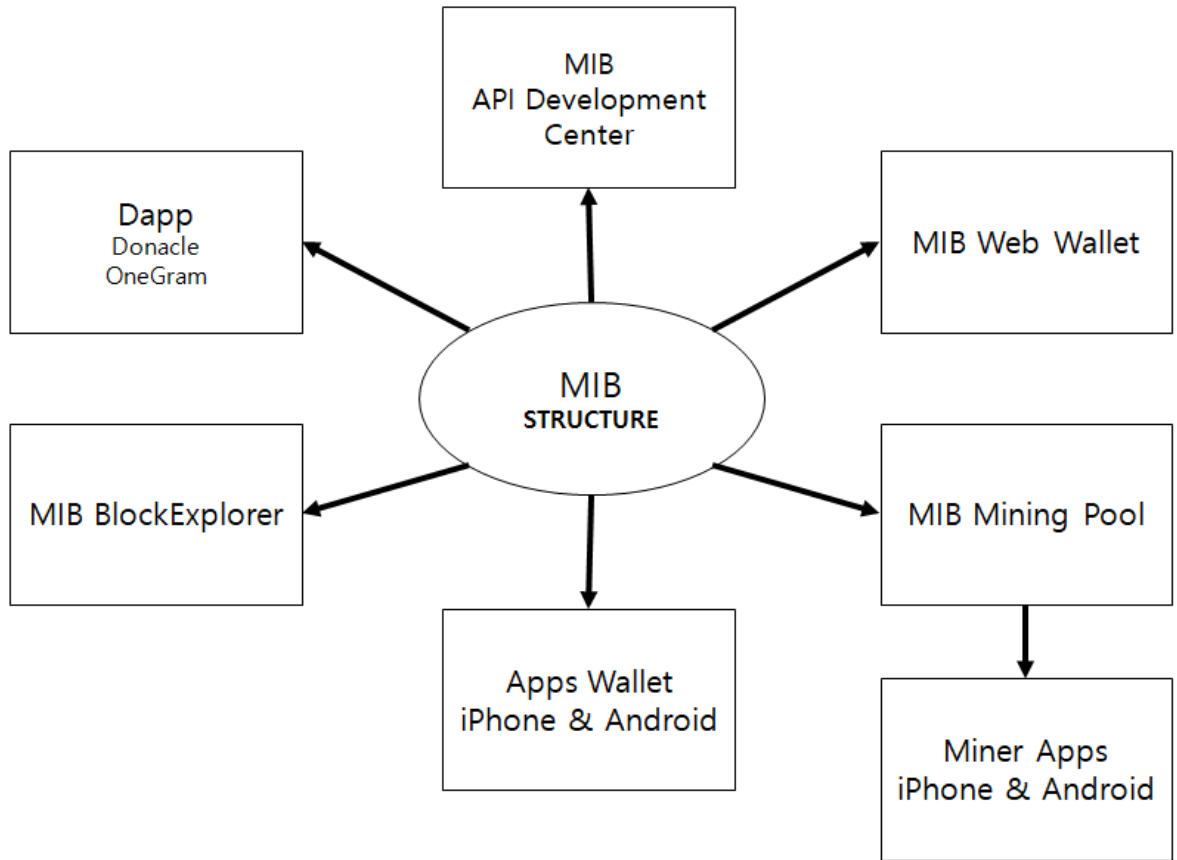 MIB
API Development
Center
Dapp
Donacle
OneGram
MIB Web Wallet
MIB
STRUCTURE
MIB BlockExplorer
MIB Mining Pool
Apps Wallet
iPhone & Android
Miner Apps
iPhone & Android